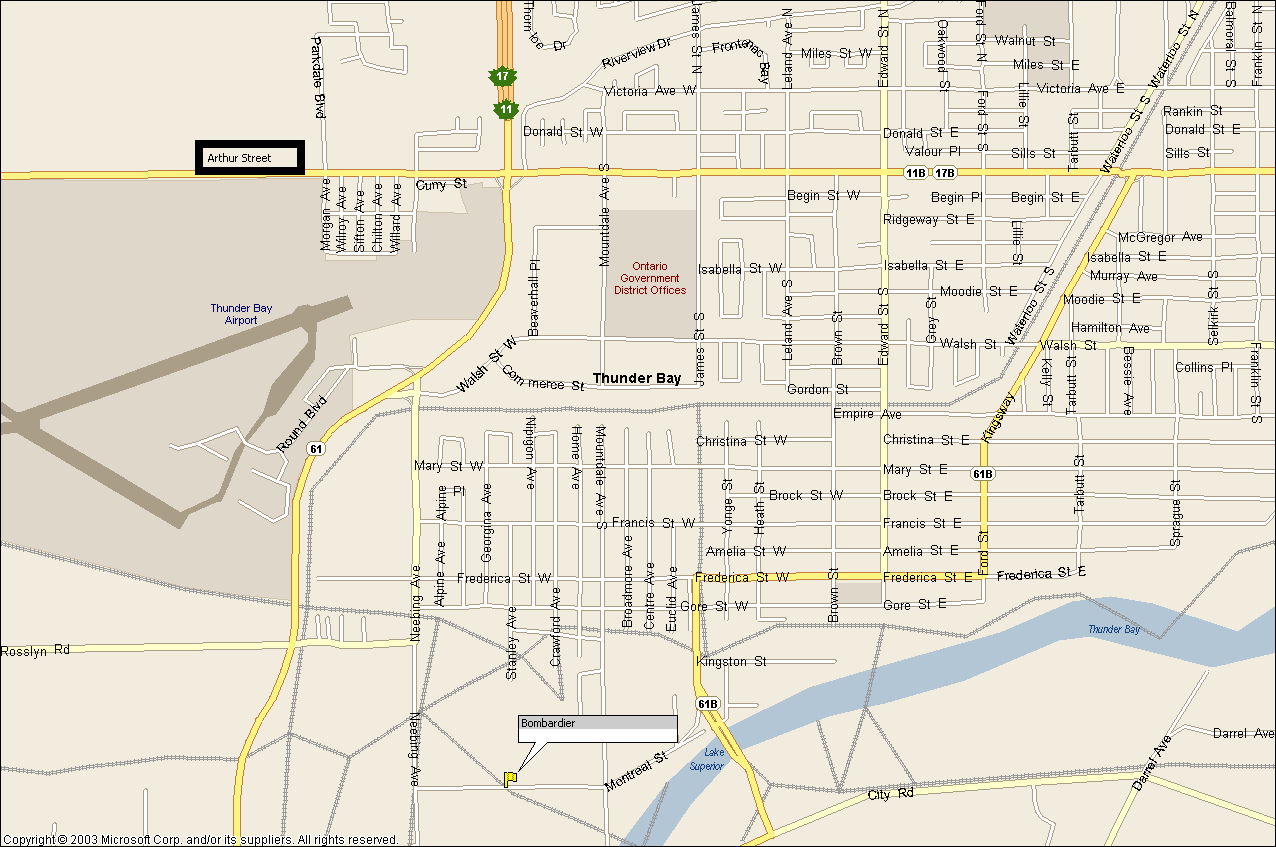 Parkdale Blvd
Thornloe Dr
Riverview Dr
James St N
Frontenac Bay
Leland Ave N
Miles St W
Edward St N
Oakwood St
Ford St N
Walnut St
Miles St E
Lillie St N
Waterloo St N
Balmoral St S
Franklin St N
17
11
Victoria Ave W
Victoria Ave E
Donald St W
Donald St E
Ford St S
Valour Pl
Sills St
Tarbutt St
Waterloo St S
Rankin St
Donald St E
Sills St
Arthur Street
Curry St
11B
17B
Morgan Ave
Wilroy Ave
Sifton Ave
Chilton Ave
Willard Ave
Mountdale Ave S
Begin St W
Begin Pl
Begin St E
Ridgeway St E
Lillie St
McGregor Ave
Beaverhall Pl
Ontario
Government
District Offices
Isabella St W
Isabella St E
Isabella St E
Murray Ave
Moodie St E
Moodie St E
Thunder Bay
Airport
James St S
Leland Ave S
Brown St
Edward St S
Grey St
Waterloo St S
Hamilton Ave
Selkirk St S
Walsh St W
Walsh St E
Walsh St E
Commerce St
Thunder Bay
Gordon St
Kelly St
Tarbutt St
Bessie Ave
Collins Pl
Franklin St S
Round Blvd
Empire Ave
Kingsway
61
Nipigon Ave
Home Ave
Mountdale Ave S
Christina St W
Christina St E
Mary St W
Mary St E
61B
Alpine Pl
Georgina Ave
Yonge St
Heath St
Brock St W
Brock St E
Tarbutt St
Sprague St
Francis St W
Francis St E
Amelia St W
Amelia St E
Ford St
Neebing Ave
Alpine Ave
Frederica St W
Frederica St W
Frederica St E
Frederica St E
Broadmore Ave
Centre Ave
Euclid Ave
Gore St W
Brown St
Gore St E
Stanley Ave
Crawford Ave
Rosslyn Rd
Kingston St
Thunder Bay
61B
Neebing Ave
Bombardier
Lake
Superior
Montreal St
City Rd
Darrel Ave
Darrel Ave
Copyright © 2003 Microsoft Corp. and/or its suppliers. All rights reserved.